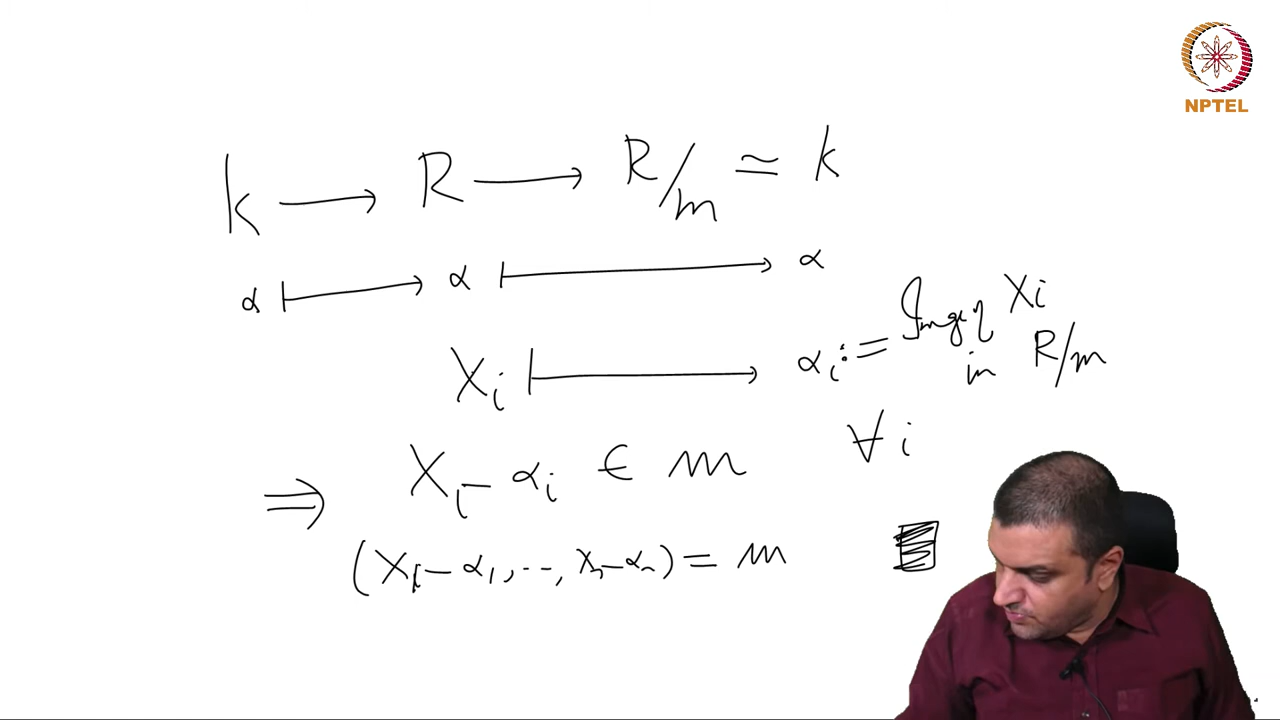 NPTEL
k ⟶ R ⟶ R/m ≃ k
α ⟼ α ⟼ α
X_i ⟼ α_i := Image of X_i in R/m
⇒ X_i - α_i ∈ m ∀ i
(X_1 - α_1, ..., X_n - α_n) = m